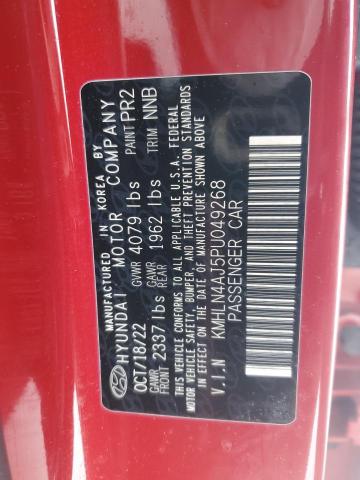 MANUFACTURED IN KOREA BY
HYUNDAI MOTOR COMPANY
OCT/18/22 GVWR 4079 lbs PAINT PR2
GAWR FRONT 2337 lbs GAWR REAR 1962 lbs TRIM NNB
THIS VEHICLE CONFORMS TO ALL APPLICABLE U.S.A. FEDERAL
MOTOR VEHICLE SAFETY, BUMPER, AND THEFT PREVENTION
STANDARDS IN EFFECT ON THE DATE OF MANUFACTURE SHOWN ABOVE
V.I.N KMHLN4AJ5PU049268
PASSENGER CAR